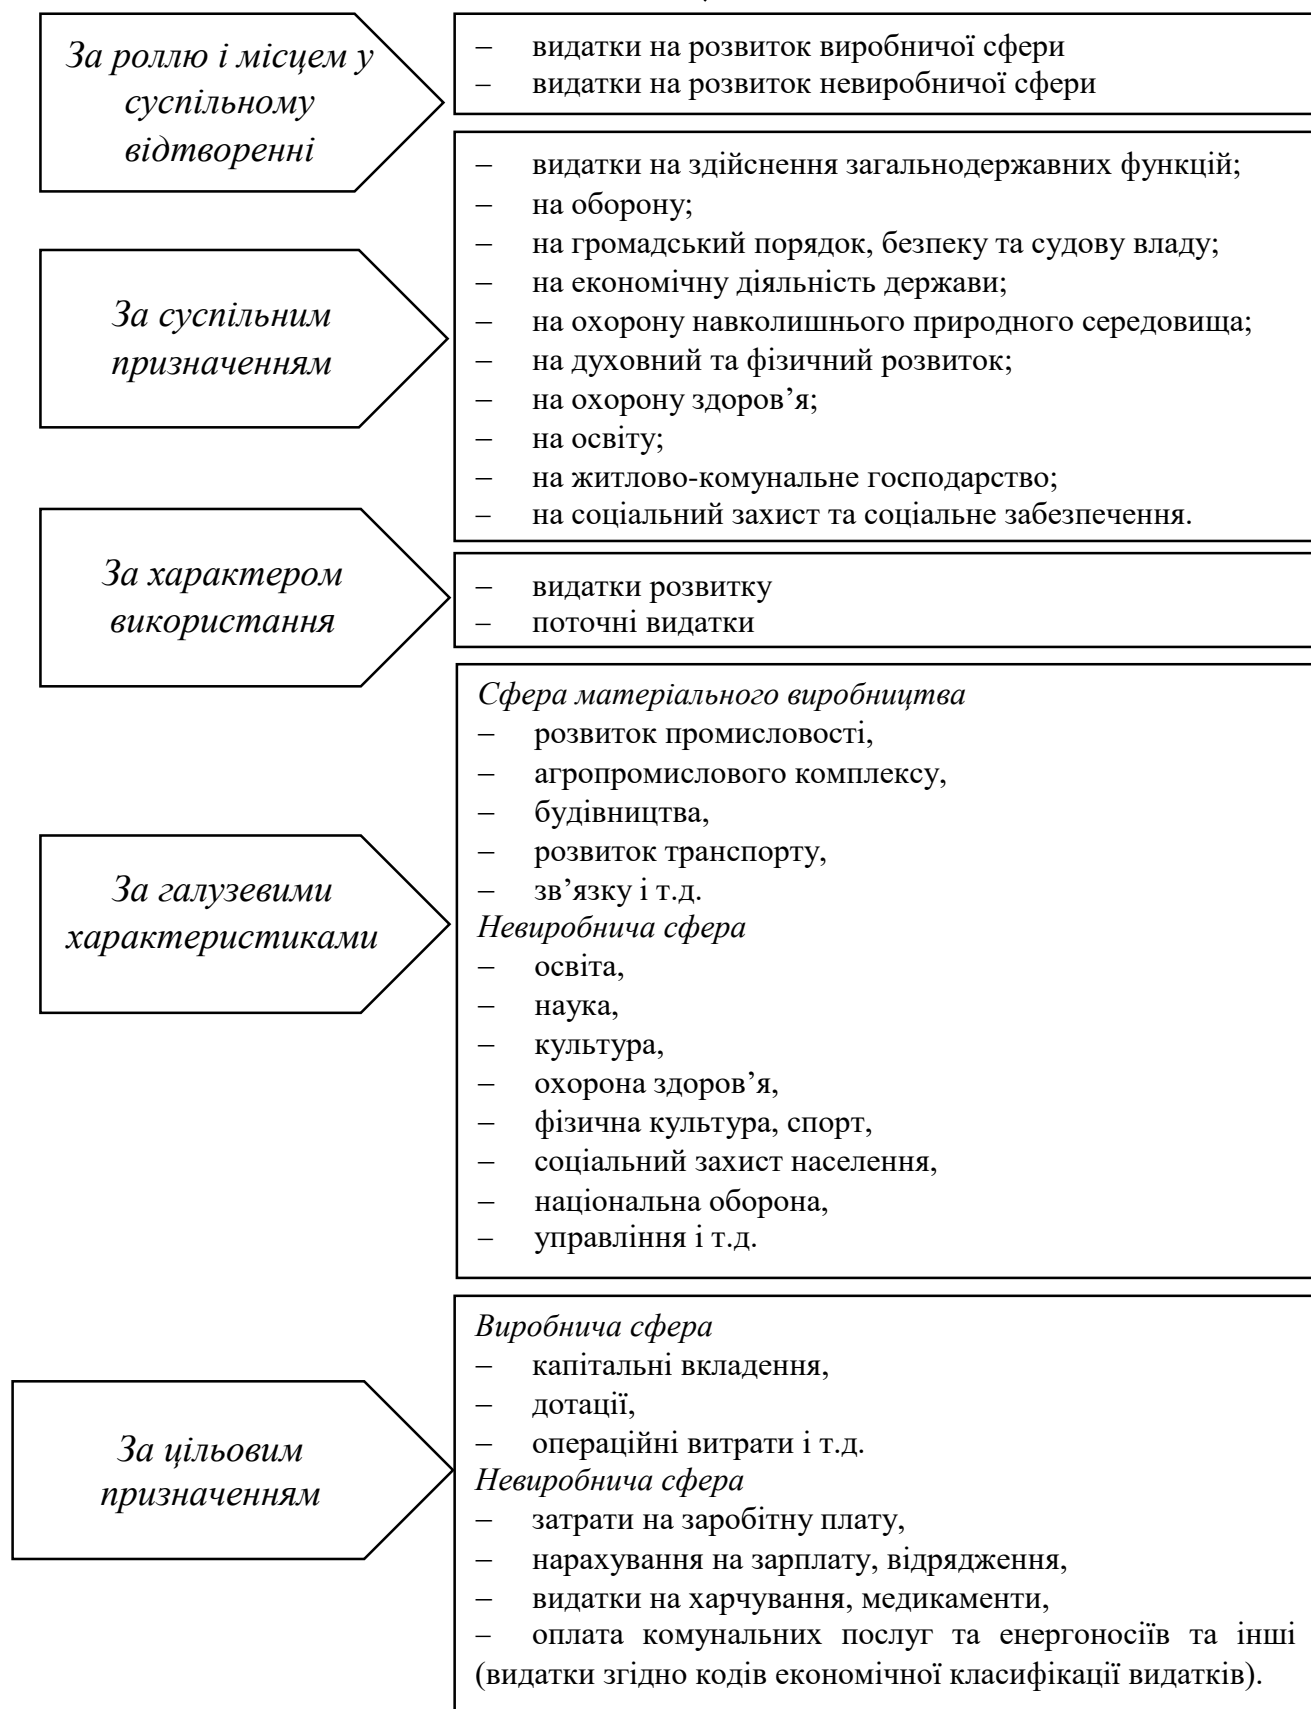 За роллю і місцем у
суспільному
відтворенні
– видатки на розвиток виробничої сфери
– видатки на розвиток невиробничої сфери
За суспільним
призначенням
– видатки на здійснення загальнодержавних функцій;
– на оборону;
– на громадський порядок, безпеку та судову владу;
– на економічну діяльність держави;
– на охорону навколишнього природного середовища;
– на духовний та фізичний розвиток;
– на охорону здоров’я;
– на освіту;
– на житлово-комунальне господарство;
– на соціальний захист та соціальне забезпечення.
За характером
використання
– видатки розвитку
– поточні видатки
За галузевими
характеристиками
Сфера матеріального виробництва
– розвиток промисловості,
– агропромислового комплексу,
– будівництва,
– розвиток транспорту,
– зв’язку і т.д.
Невиробнича сфера
– освіта,
– наука,
– культура,
– охорона здоров’я,
– фізична культура, спорт,
– соціальний захист населення,
– національна оборона,
– управління і т.д.
За цільовим
призначенням
Виробнича сфера
– капітальні вкладення,
– дотації,
– операційні витрати і т.д.
Невиробнича сфера
– затрати на заробітну плату,
– нарахування на зарплату, відрядження,
– видатки на харчування, медикаменти,
– оплата комунальних послуг та енергоносіїв та інші
(видатки згідно кодів економічної класифікації видатків).